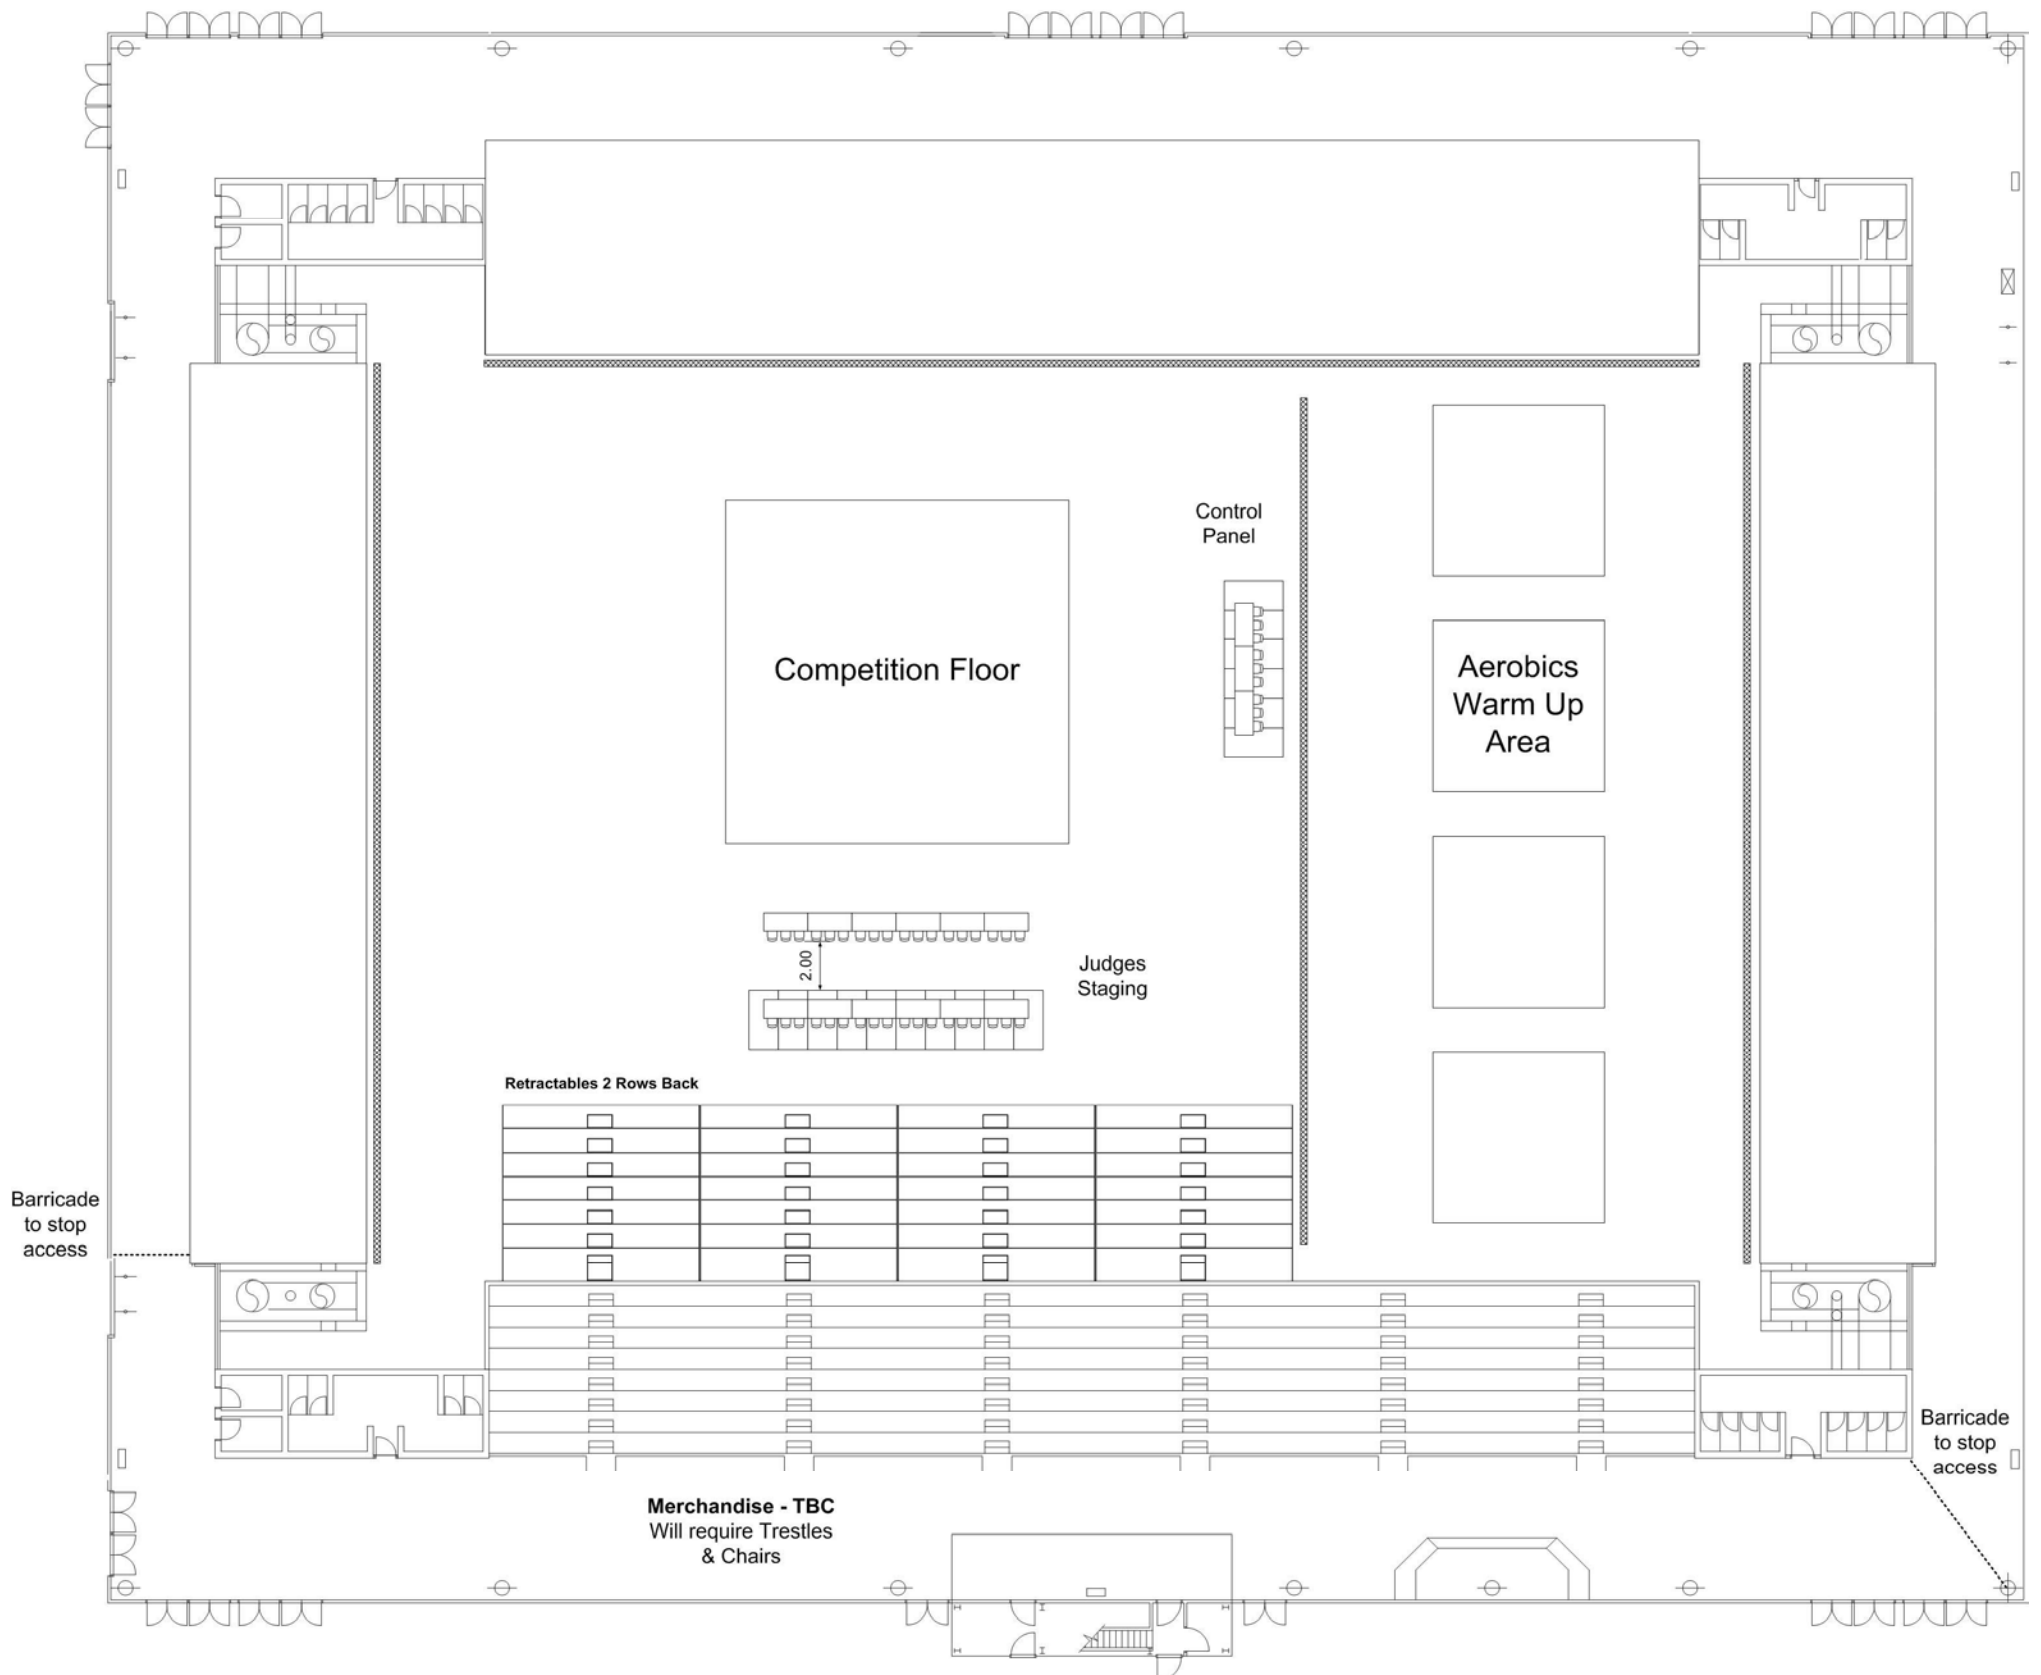 Control
Panel
Competition Floor
Aerobics
Warm Up
Area
2.00
Judges
Staging
Retractables 2 Rows Back
Barricade
to stop
access
Barricade
to stop
access
Merchandise - TBC
Will require Trestles
& Chairs